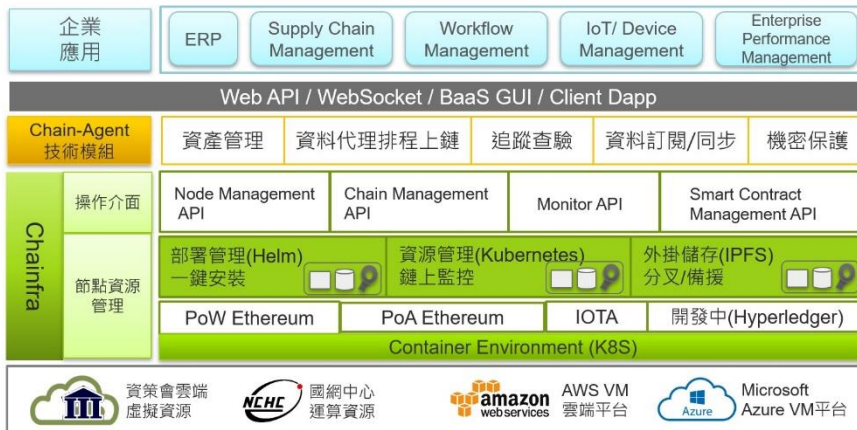 企業
應用
ERP
Supply Chain
Management
Workflow
Management
IoT/ Device
Management
Enterprise
Performance
Management
Web API / WebSocket / BaaS GUI / Client Dapp
Chain-Agent
技術模組
資產管理
資料代理排程上鏈
追蹤查驗
資料訂閱/同步
機密保護
Chainfra
操作介面
Node Management
API
Chain Management
API
Monitor API
Smart Contract
Management API
節點資源
管理
部署管理(Helm)
一鍵安裝
資源管理(Kubernetes)
鏈上監控
外掛儲存(IPFS)
分叉/備援
PoW Ethereum
PoA Ethereum
IOTA
開發中(Hyperledger)
Container Environment (K8S)
資策會雲端
虛擬資源
NCHC
國網中心
運算資源
amazon
webservices
AWS VM
雲端平台
Azure
Microsoft
Azure VM平台